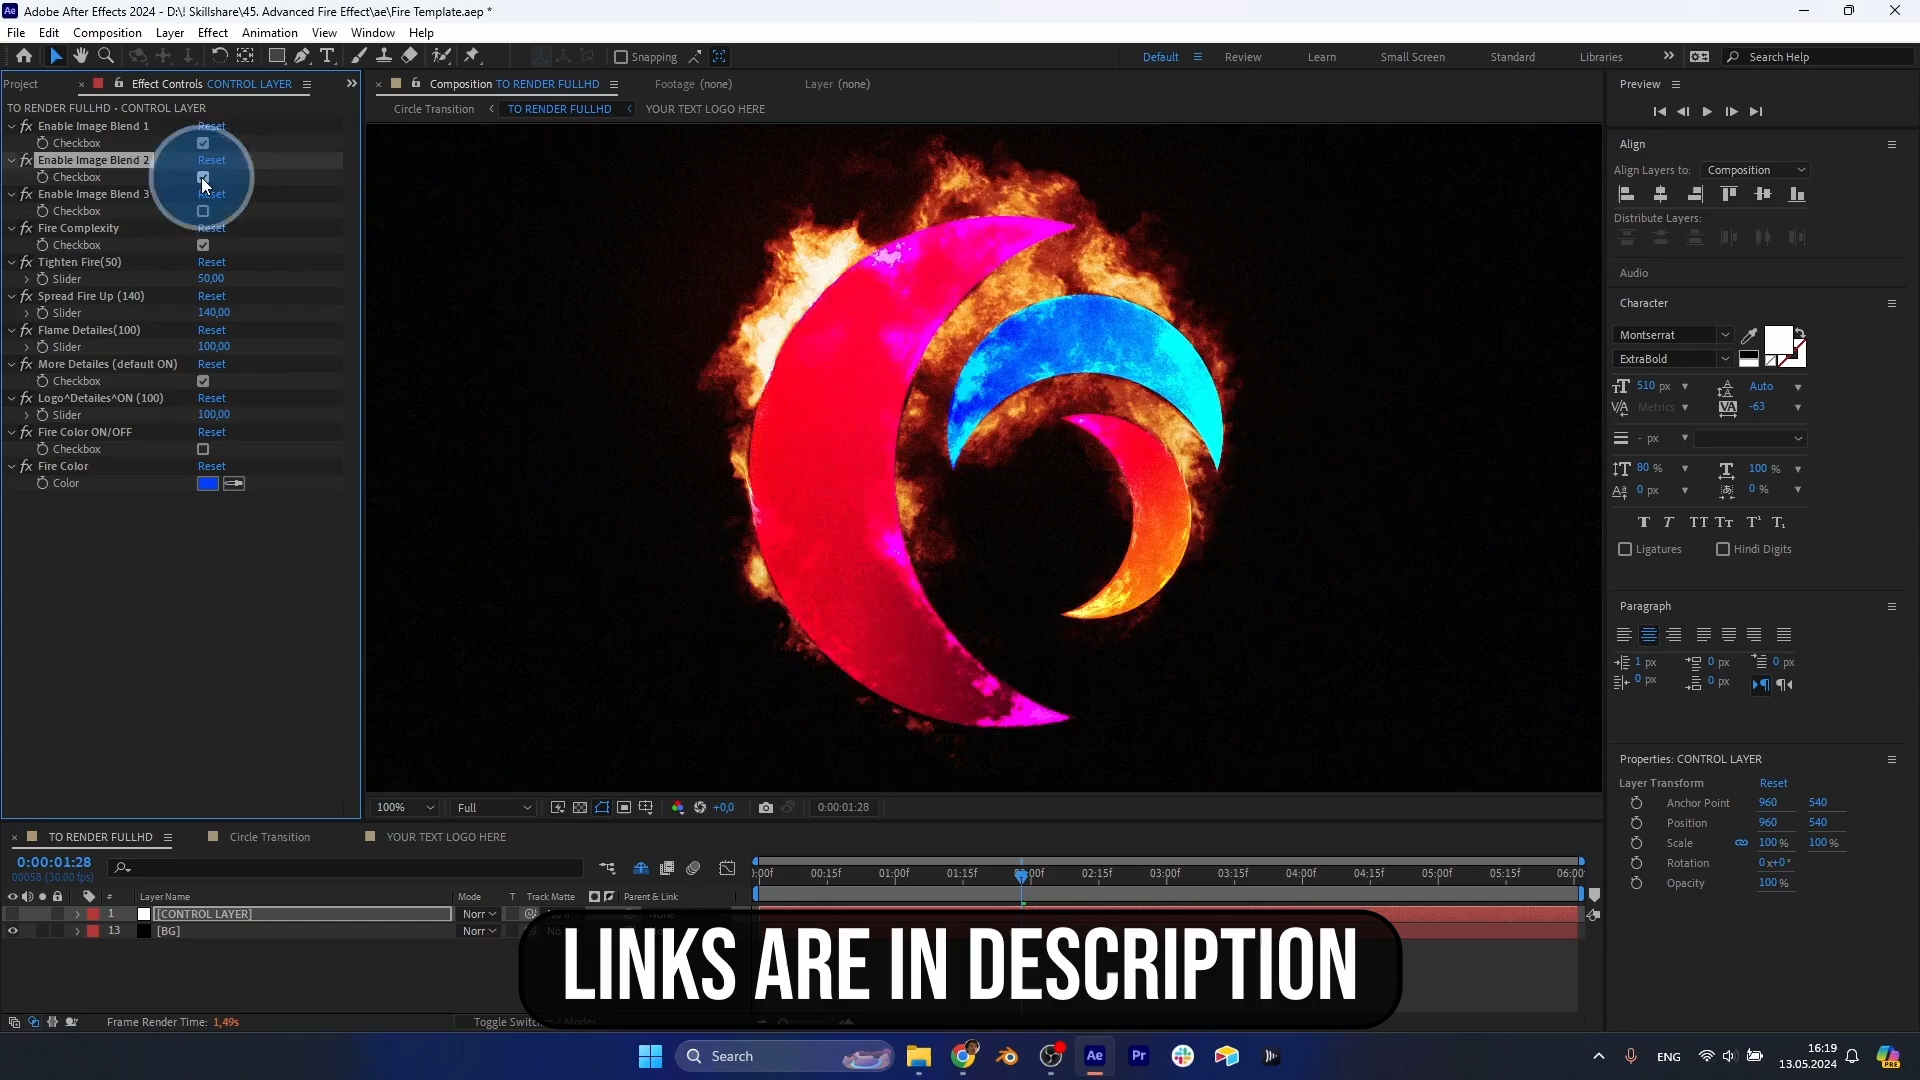 Adobe After Effects 2024 - D:\! Skillshare\45. Advanced Fire Effect\ae\Fire Template.aep *
File Edit Composition Layer Effect Animation View Window Help
Snapping Default Review Learn Small Screen Standard Libraries Search Help
Project Effect Controls CONTROL LAYER
TO RENDER FULLHD • CONTROL LAYER
Enable Image Blend 1 Reset
Checkbox
Enable Image Blend 2 Reset
Checkbox
Enable Image Blend 3 Reset
Checkbox
Fire Complexity Reset
Checkbox
Tighten Fire(50) Reset
Slider 50,00
Spread Fire Up (140) Reset
Slider 140,00
Flame Detailes(100) Reset
Slider 100,00
More Detailes (default ON) Reset
Checkbox
Logo^Detailes^ON (100) Reset
Slider 100,00
Fire Color ON/OFF Reset
Checkbox
Fire Color Reset
Color
Composition TO RENDER FULLHD Footage (none) Layer (none)
Circle Transition TO RENDER FULLHD YOUR TEXT LOGO HERE
100% Full +0,0 0:00:01:28
Preview
Align
Align Layers to: Composition
Distribute Layers:
Audio
Character
Montserrat
ExtraBold
510 px Auto
Metrics -63
- px
80 % 100 %
0 px 0 %
Ligatures Hindi Digits
Paragraph
1 px 0 px 0 px
0 px 0 px
Properties: CONTROL LAYER
Layer Transform Reset
Anchor Point 960 540
Position 960 540
Scale 100 % 100 %
Rotation 0x+0°
Opacity 100 %
TO RENDER FULLHD Circle Transition YOUR TEXT LOGO HERE
0:00:01:28
00058 (30.00 fps)
# Layer Name Mode T Track Matte Parent & Link
1 [CONTROL LAYER] Norr
13 [BG] Norr
:00f 00:15f 01:00f 01:15f 02:00f 02:15f 03:00f 03:15f 04:00f 04:15f 05:00f 05:15f 06:00f
LINKS ARE IN DESCRIPTION
Frame Render Time: 1,49s Toggle Switches / Modes
Search
Ae Pr
ENG 16:19
13.05.2024
PRE